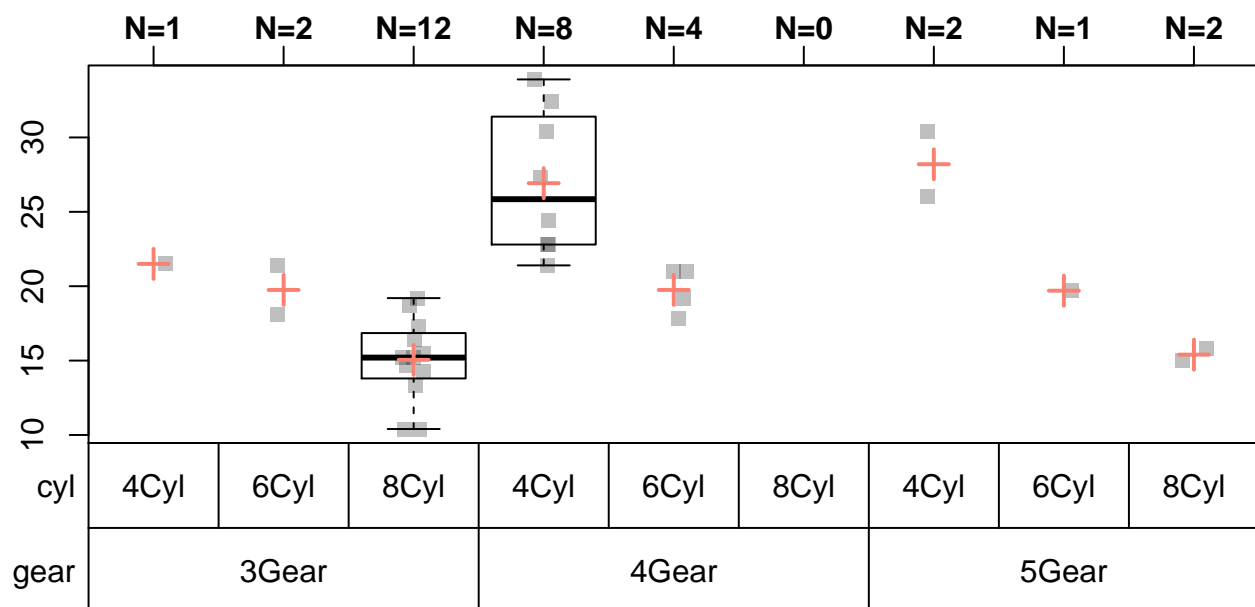 N=1 N=2 N=12 N=8 N=4 N=0 N=2 N=1 N=2
30
25
20
15
10
cyl 4Cyl 6Cyl 8Cyl 4Cyl 6Cyl 8Cyl 4Cyl 6Cyl 8Cyl
gear 3Gear 4Gear 5Gear